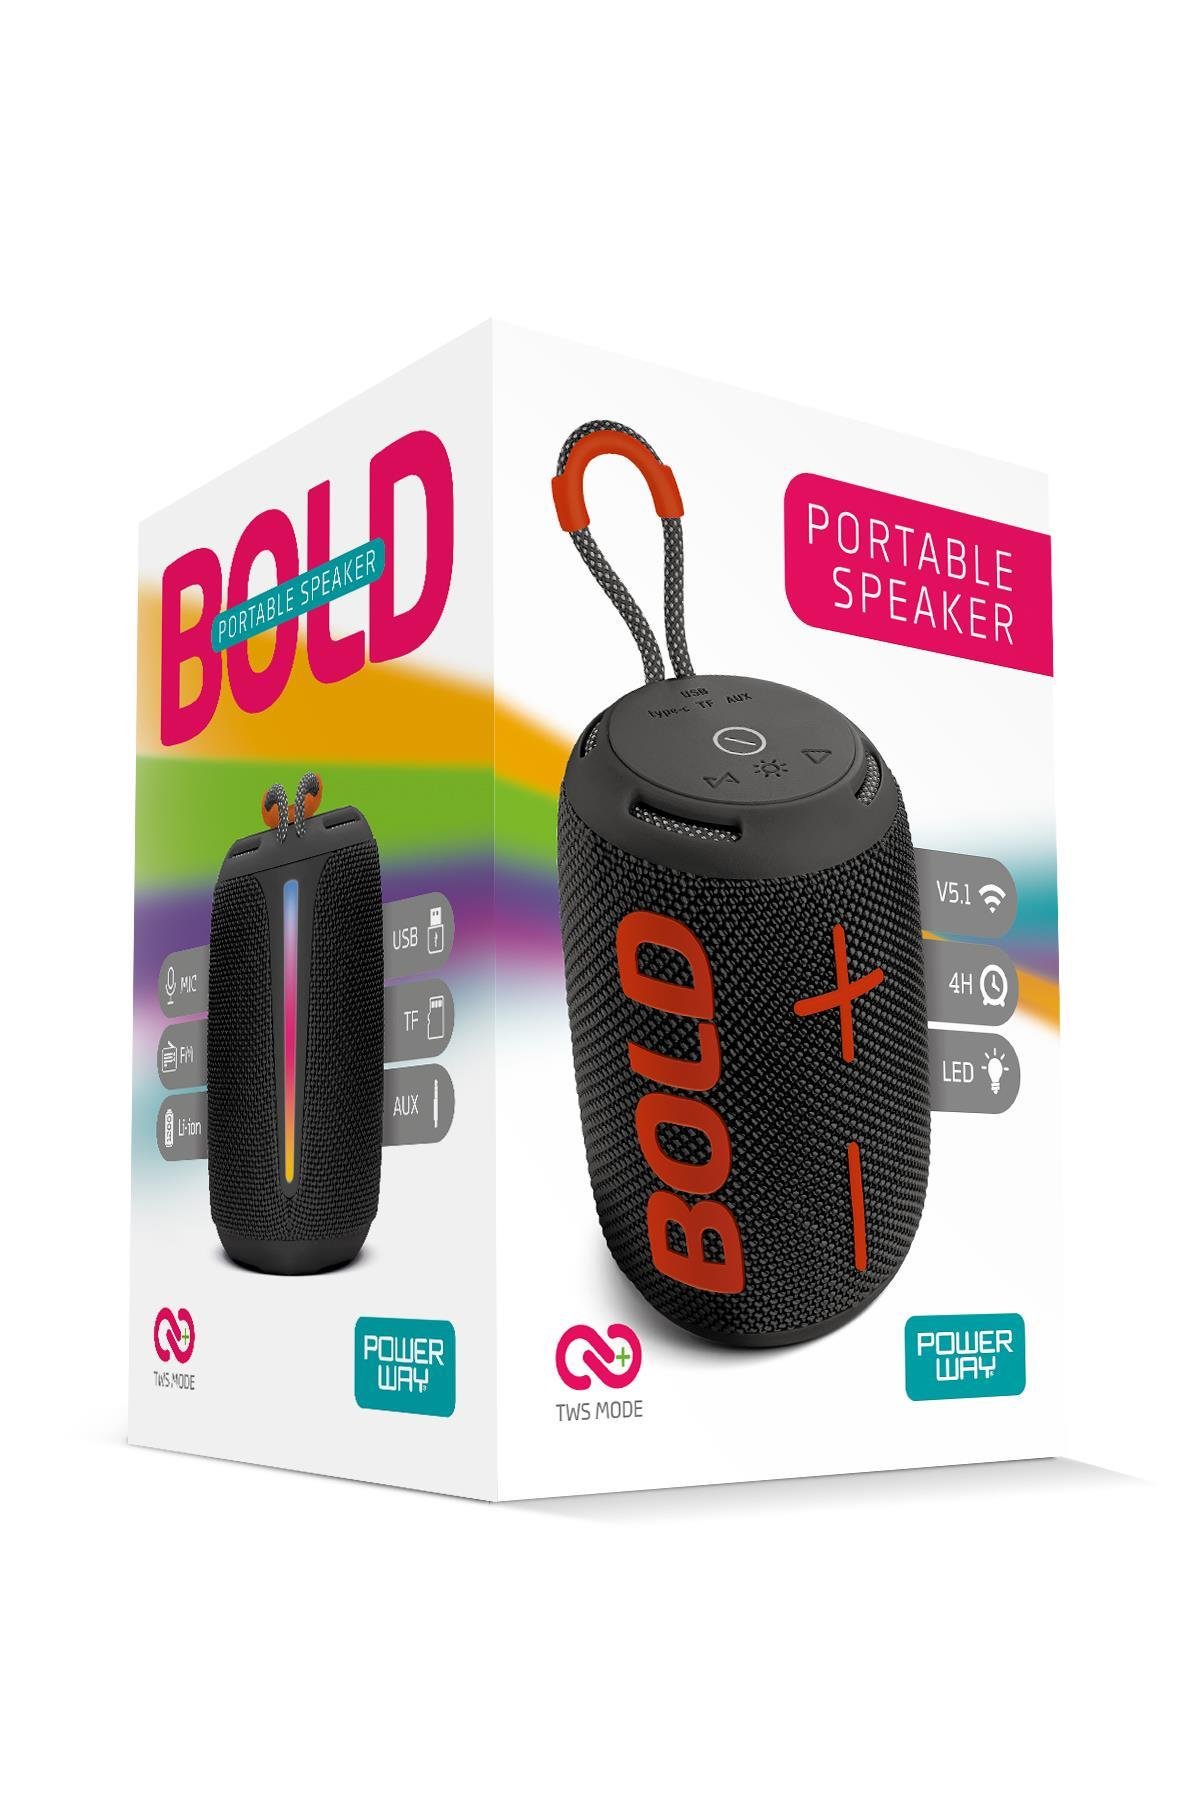 BOLD
PORTABLE SPEAKER
MIC
FM
Li-ion
USB
TF
AUX
TWS MODE
POWER
WAY
PORTABLE
SPEAKER
USB
type-c TF AUX
BOLD
V5.1
4H
LED
TWS MODE
POWER
WAY